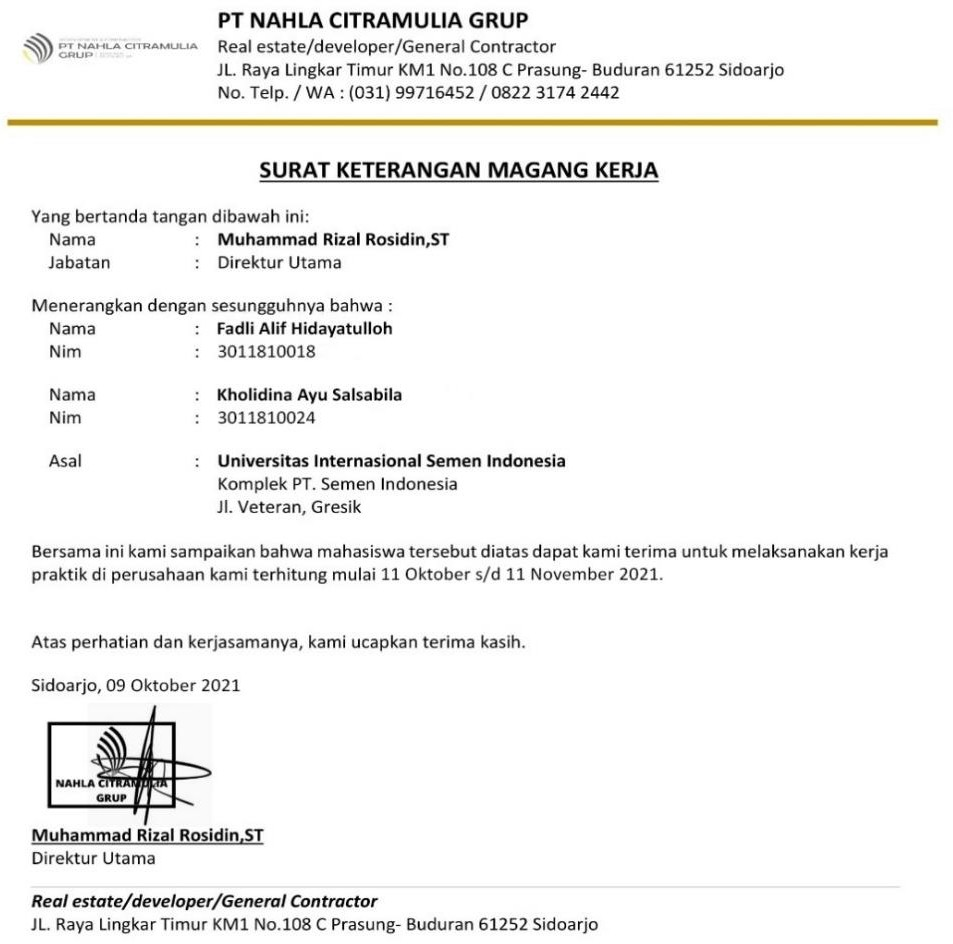 PT NAHLA CITRAMULIA GRUP
Real estate/developer/General Contractor
JL. Raya Lingkar Timur KM1 No.108 C Prasung- Buduran 61252 Sidoarjo
No. Telp. / WA : (031) 99716452 / 0822 3174 2442
PT NAHLA CITRAMULIA
GRUP
SURAT KETERANGAN MAGANG KERJA
Yang bertanda tangan dibawah ini:
Nama : Muhammad Rizal Rosidin,ST
Jabatan : Direktur Utama
Menerangkan dengan sesungguhnya bahwa :
Nama : Fadli Alif Hidayatulloh
Nim : 3011810018
Nama : Kholidina Ayu Salsabila
Nim : 3011810024
Asal : Universitas Internasional Semen Indonesia
Komplek PT. Semen Indonesia
Jl. Veteran, Gresik
Bersama ini kami sampaikan bahwa mahasiswa tersebut diatas dapat kami terima untuk melaksanakan kerja
praktik di perusahaan kami terhitung mulai 11 Oktober s/d 11 November 2021.
Atas perhatian dan kerjasamanya, kami ucapkan terima kasih.
Sidoarjo, 09 Oktober 2021
NAHLA CITRAMULIA
GRUP
Muhammad Rizal Rosidin,ST
Direktur Utama
Real estate/developer/General Contractor
JL. Raya Lingkar Timur KM1 No.108 C Prasung- Buduran 61252 Sidoarjo